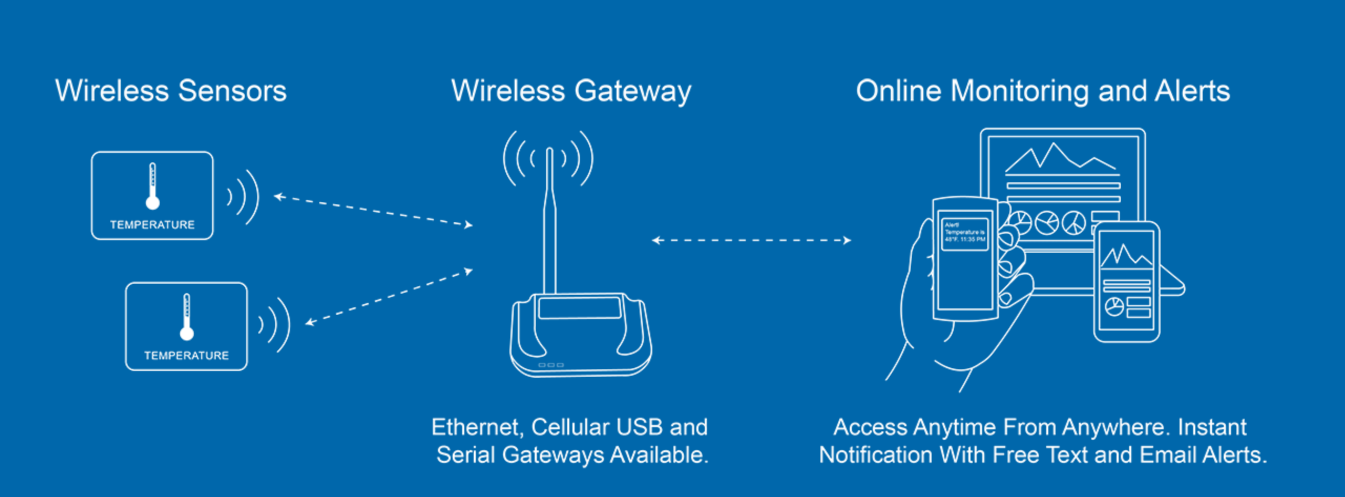 Wireless Sensors
Wireless Gateway
Online Monitoring and Alerts
TEMPERATURE
TEMPERATURE
Alert!
Temperature is
48°F, 11:35 PM
Ethernet, Cellular USB and
Serial Gateways Available.
Access Anytime From Anywhere. Instant
Notification With Free Text and Email Alerts.